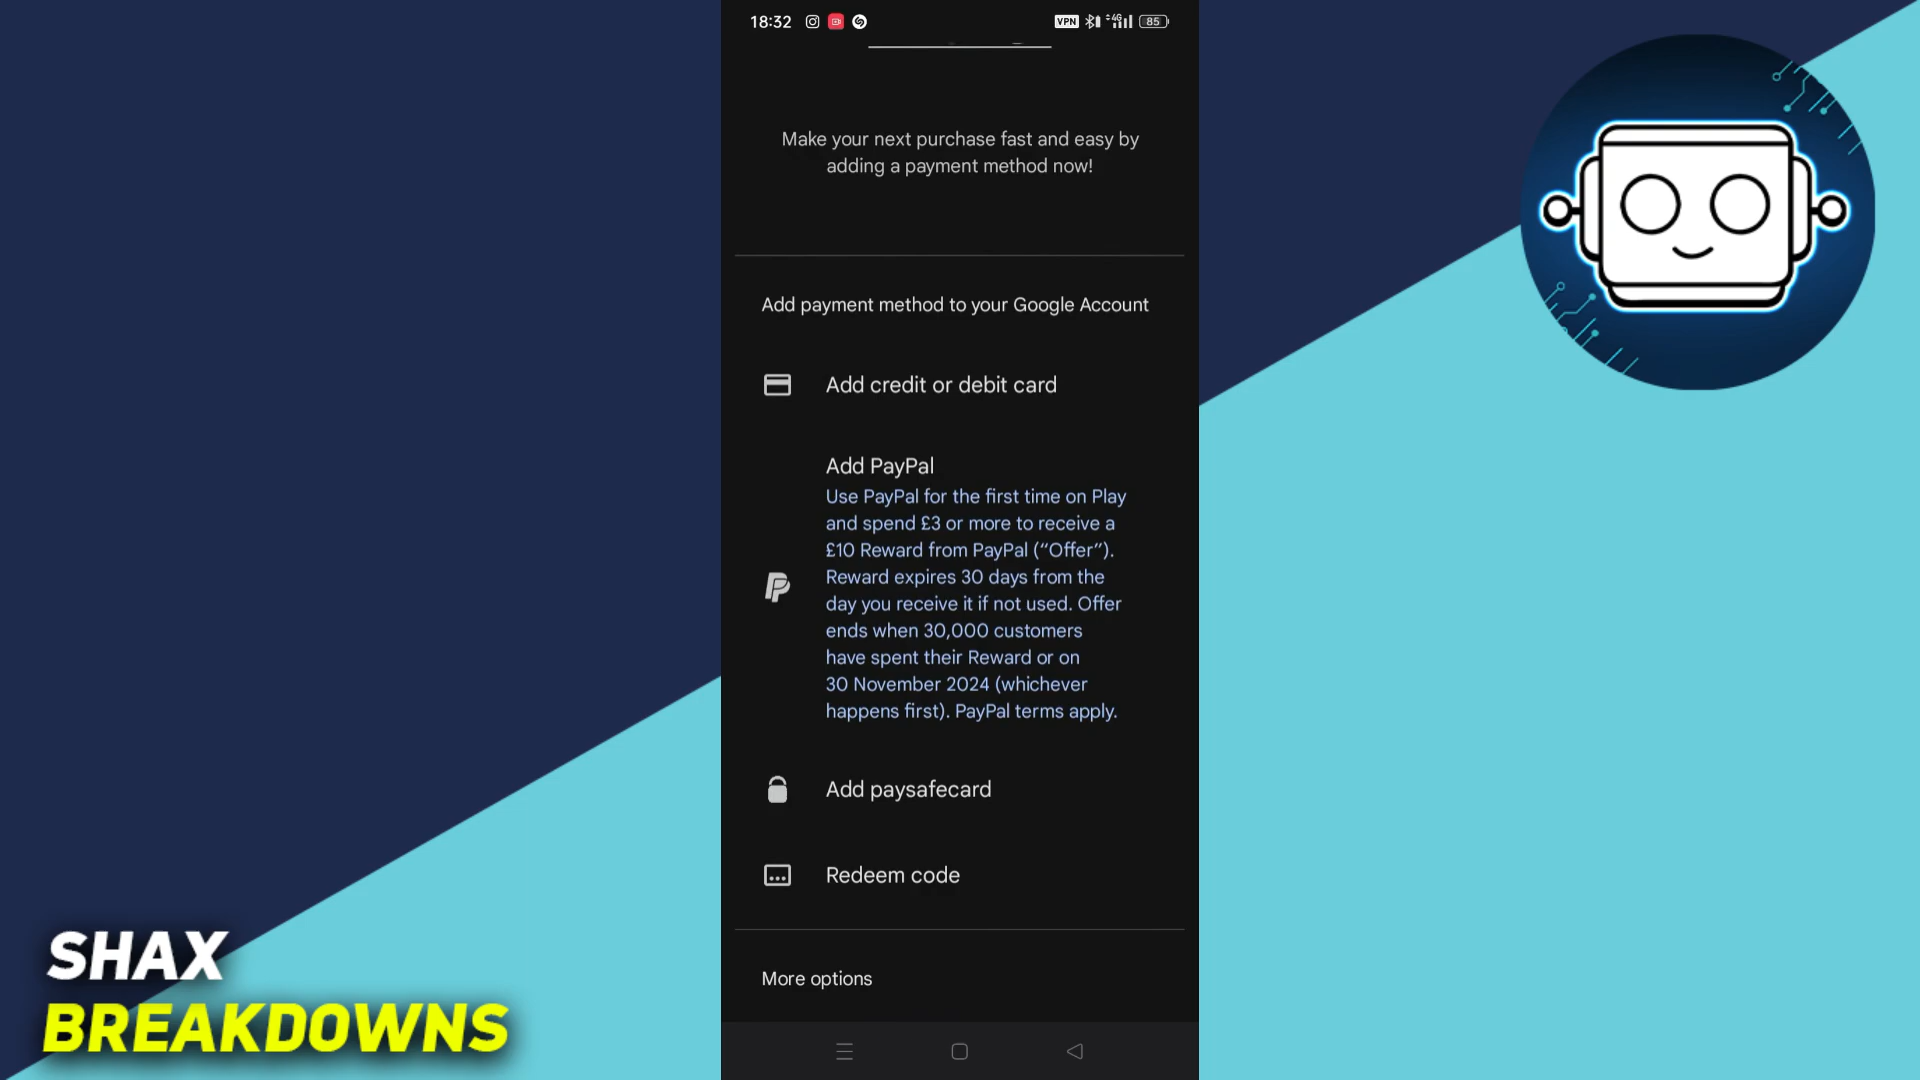 18:32
VPN
4G
85
Make your next purchase fast and easy by
adding a payment method now!
Add payment method to your Google Account
Add credit or debit card
Add PayPal
Use PayPal for the first time on Play
and spend £3 or more to receive a
£10 Reward from PayPal (“Offer”).
Reward expires 30 days from the
day you receive it if not used. Offer
ends when 30,000 customers
have spent their Reward or on
30 November 2024 (whichever
happens first). PayPal terms apply.
Add paysafecard
Redeem code
More options
SHAX
BREAKDOWNS